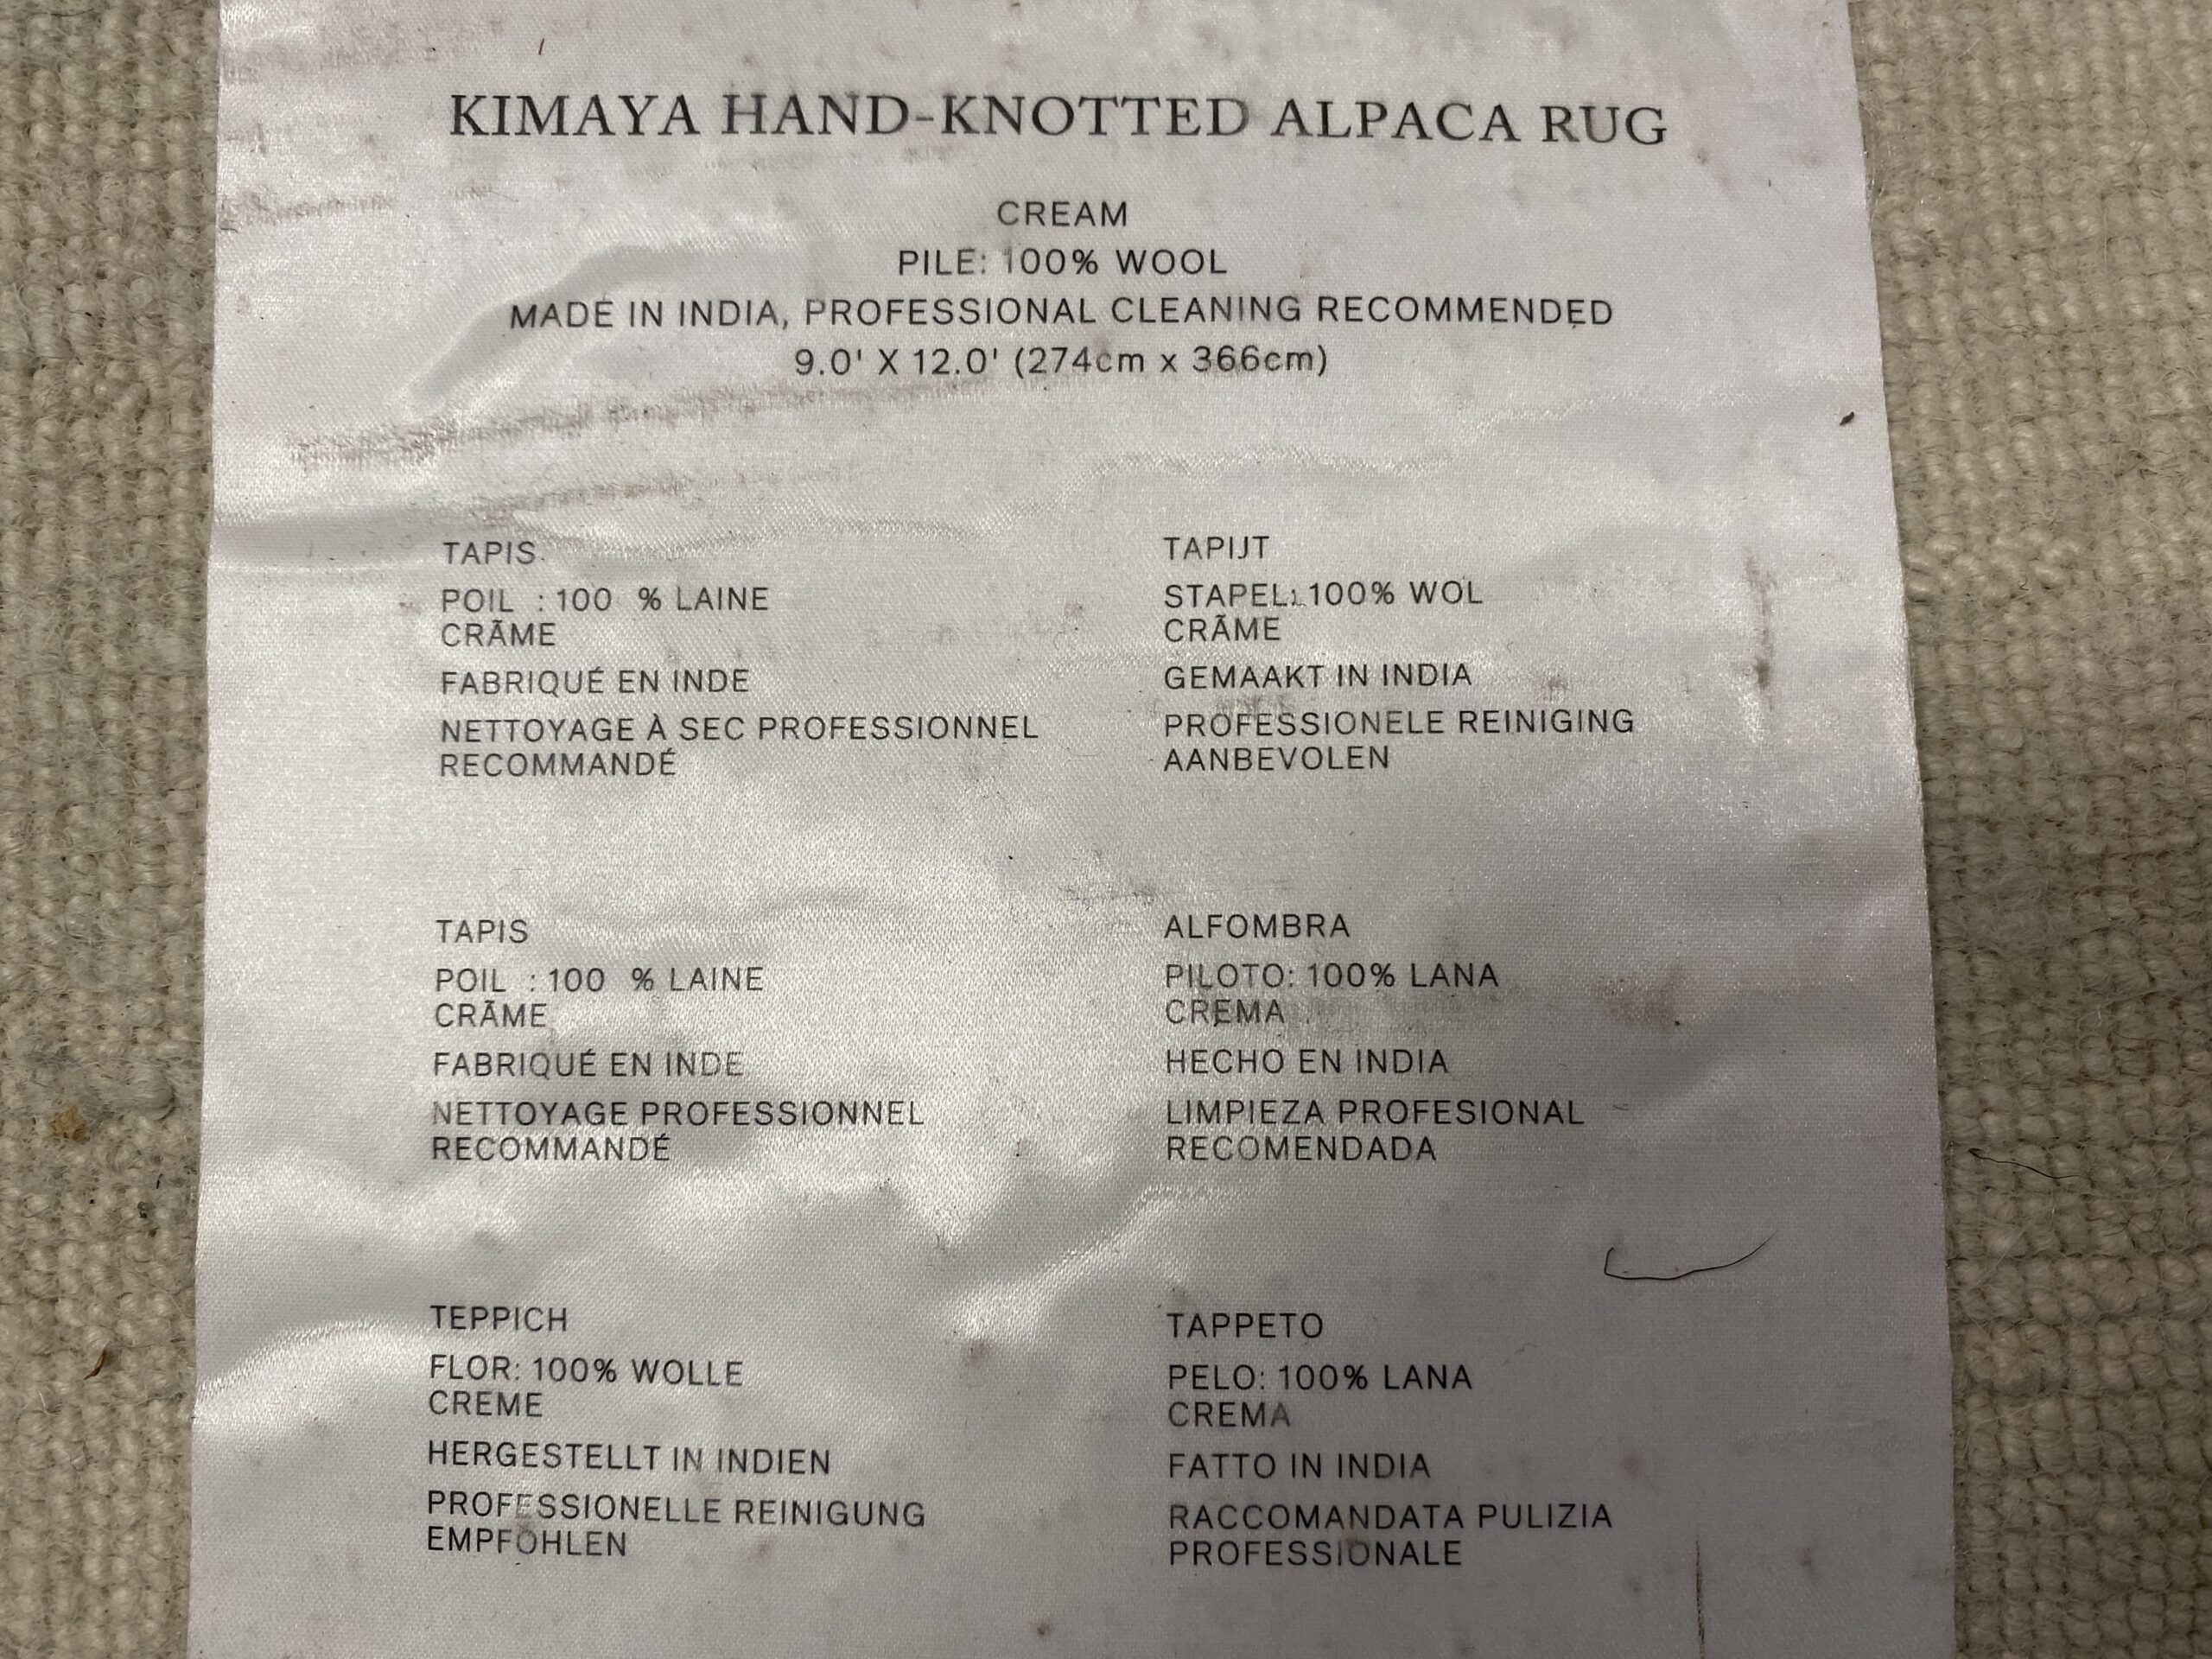 KIMAYA HAND-KNOTTED ALPACA RUG
CREAM
PILE: 100% WOOL
MADE IN INDIA, PROFESSIONAL CLEANING RECOMMENDED
9.0' X 12.0' (274cm x 366cm)
TAPIS
POIL : 100 % LAINE
CRÃME
FABRIQUÉ EN INDE
NETTOYAGE À SEC PROFESSIONNEL
RECOMMANDÉ
TAPIJT
STAPEL: 100% WOL
CRÃME
GEMAAKT IN INDIA
PROFESSIONELE REINIGING
AANBEVOLEN
TAPIS
POIL : 100 % LAINE
CRÃME
FABRIQUÉ EN INDE
NETTOYAGE PROFESSIONNEL
RECOMMANDÉ
ALFOMBRA
PILOTO: 100% LANA
CREMA
HECHO EN INDIA
LIMPIEZA PROFESIONAL
RECOMENDADA
TEPPICH
FLOR: 100% WOLLE
CREME
HERGESTELLT IN INDIEN
PROFESSIONELLE REINIGUNG
EMPFOHLEN
TAPPETO
PELO: 100% LANA
CREMA
FATTO IN INDIA
RACCOMANDATA PULIZIA
PROFESSIONALE